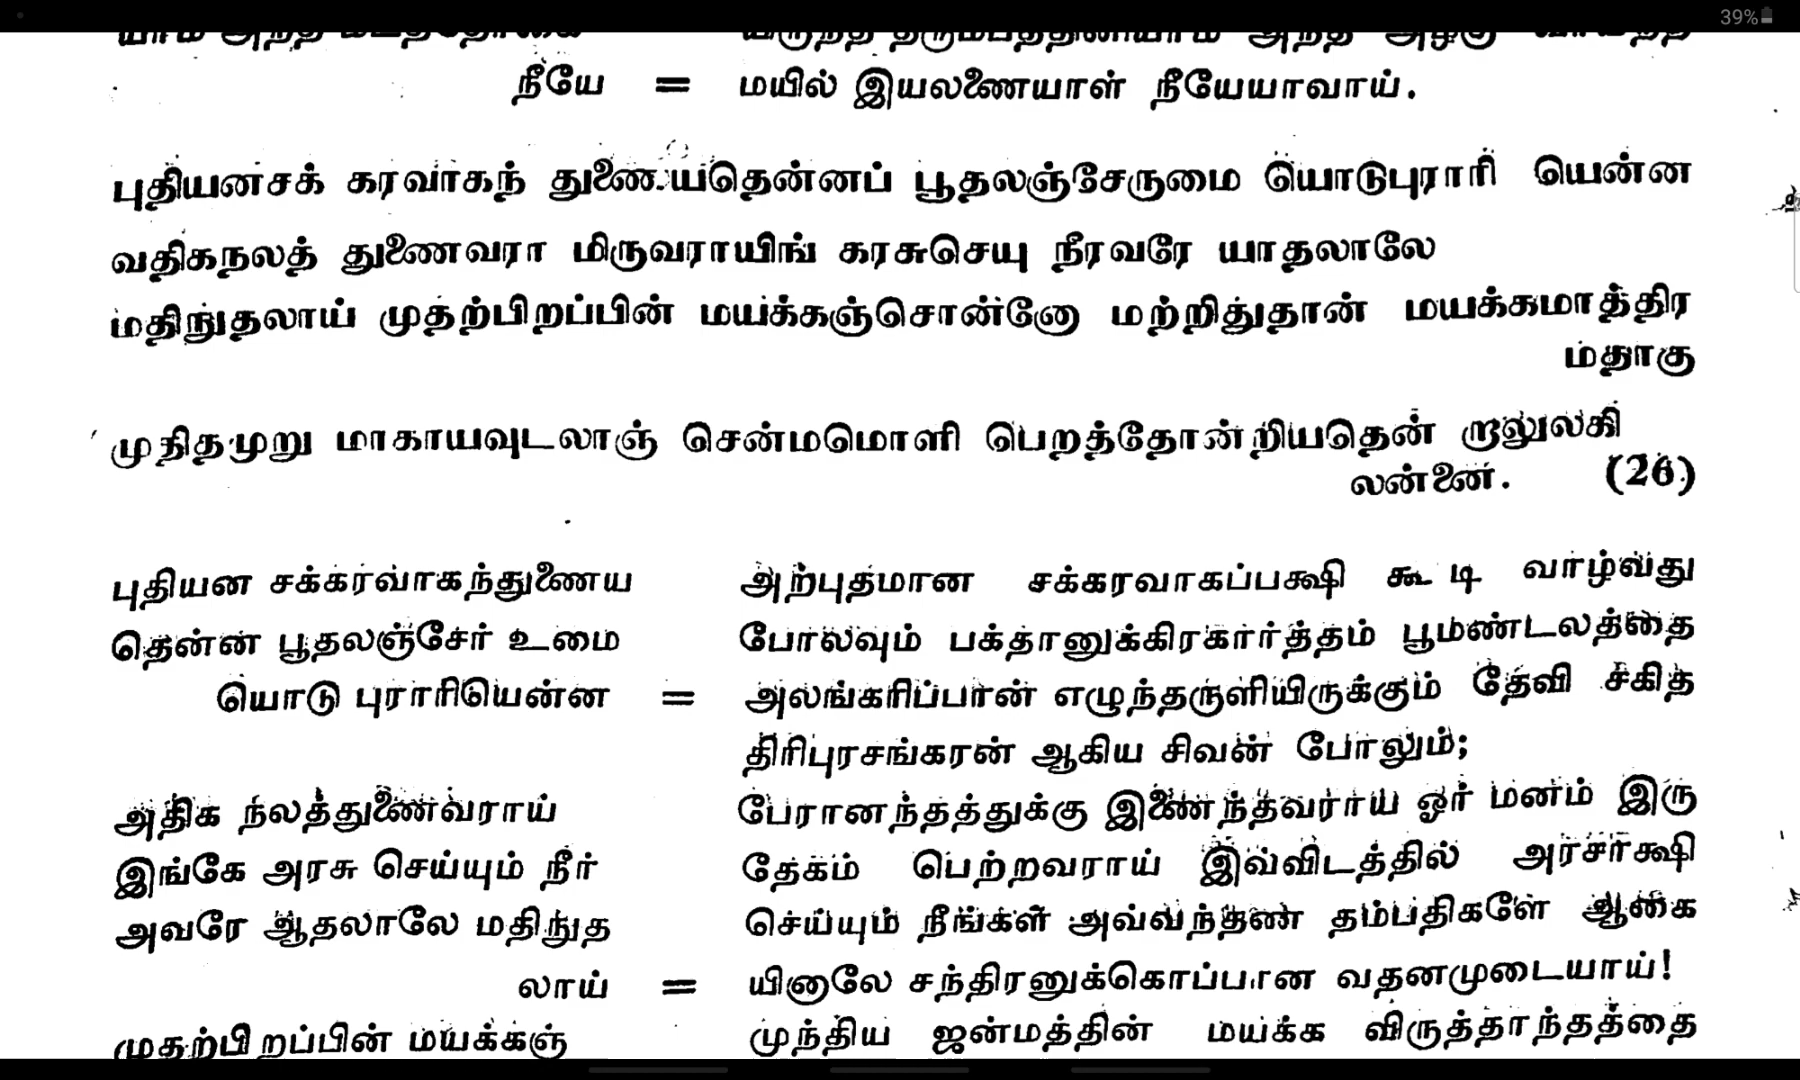 39%
நீயே = மயில் இயலணையாள் நீயேயாவாய்.
புதியனசக் கரவாகந் துணையதென்னப் பூதலஞ்சேருமை யொடுபுராரி யென்ன
வதிகநலத் துணைவரா மிருவராயிங் கரசுசெயு நீரவரே யாதலாலே
மதிநுதலாய் முதற்பிறப்பின் மயக்கஞ்சொன்னே மற்றிதுதான் மயக்கமாத்திர
மதாகு
முதிதமுறு மாகாயவுடலாஞ் சென்மமொளி பெறத்தோன்றியதென் றாலுலகி
லன்னை. (26)
புதியன சக்கரவாகந்துணைய அற்புதமான சக்கரவாகப்பக்ஷி கூடி வாழ்வது
தென்ன பூதலஞ்சேர் உமை போலவும் பக்தானுக்கிரகார்த்தம் பூமண்டலத்தை
யொடு புராரியென்ன = அலங்கரிப்பான் எழுந்தருளியிருக்கும் தேவி சகித
திரிபுரசங்கரன் ஆகிய சிவன் போலும்;
அதிக நலத்துணைவராய் பேரானந்தத்துக்கு இணைந்தவராய் ஓர் மனம் இரு
இங்கே அரசு செய்யும் நீர் தேகம் பெற்றவராய் இவ்விடத்தில் அரசர்க்ஷி
அவரே ஆதலாலே மதிநுத செய்யும் நீங்கள் அவ்வந்தண் தம்பதிகளே ஆகை
லாய் = யினாலே சந்திரனுக்கொப்பான வதனமுடையாய்!
முதற்பிறப்பின் மயக்கஞ் முந்திய ஜன்மத்தின் மயக்க விருத்தாந்தத்தை